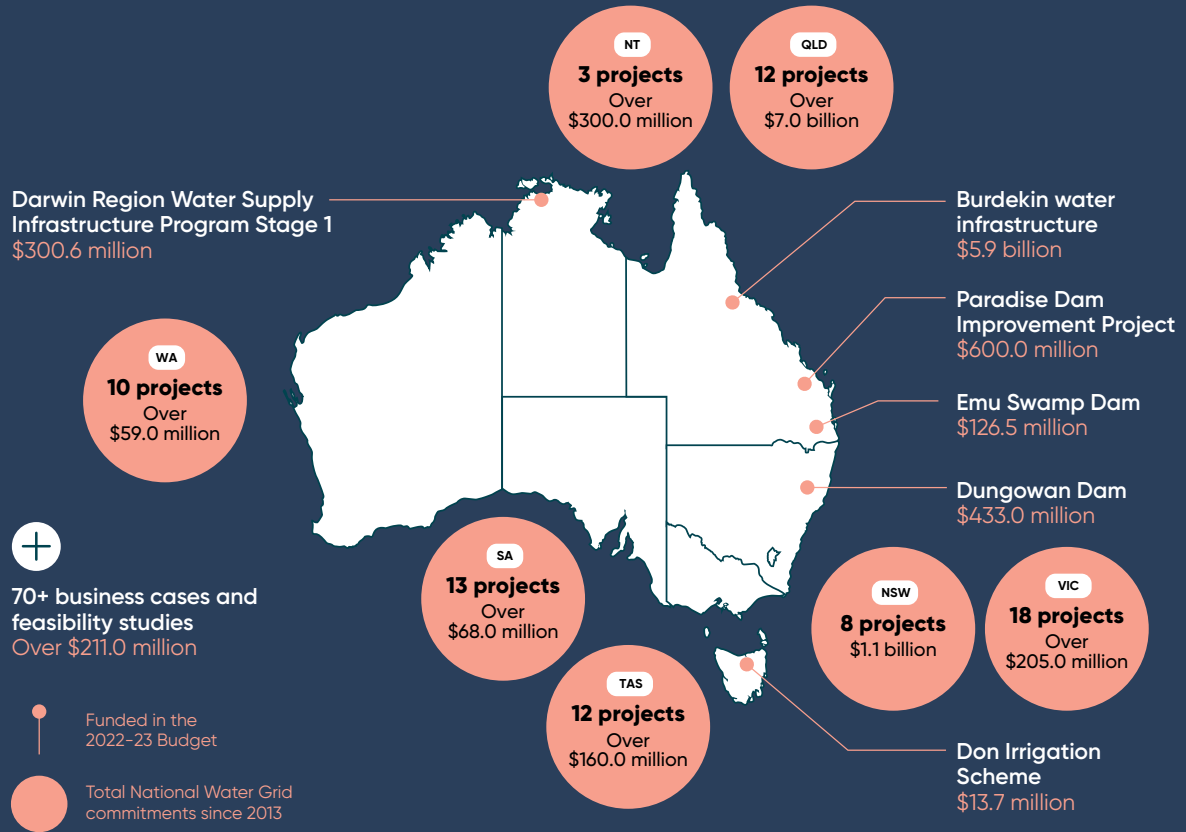 NT
3 projects
Over
$300.0 million
QLD
12 projects
Over
$7.0 billion
Darwin Region Water Supply
Infrastructure Program Stage 1
$300.6 million
Burdekin water
infrastructure
$5.9 billion
Paradise Dam
Improvement Project
$600.0 million
Emu Swamp Dam
$126.5 million
Dungowan Dam
$433.0 million
WA
10 projects
Over
$59.0 million
SA
13 projects
Over
$68.0 million
NSW
8 projects
$1.1 billion
VIC
18 projects
Over
$205.0 million
TAS
12 projects
Over
$160.0 million
Don Irrigation
Scheme
$13.7 million
70+ business cases and
feasibility studies
Over $211.0 million
Funded in the
2022-23 Budget
Total National Water Grid
commitments since 2013